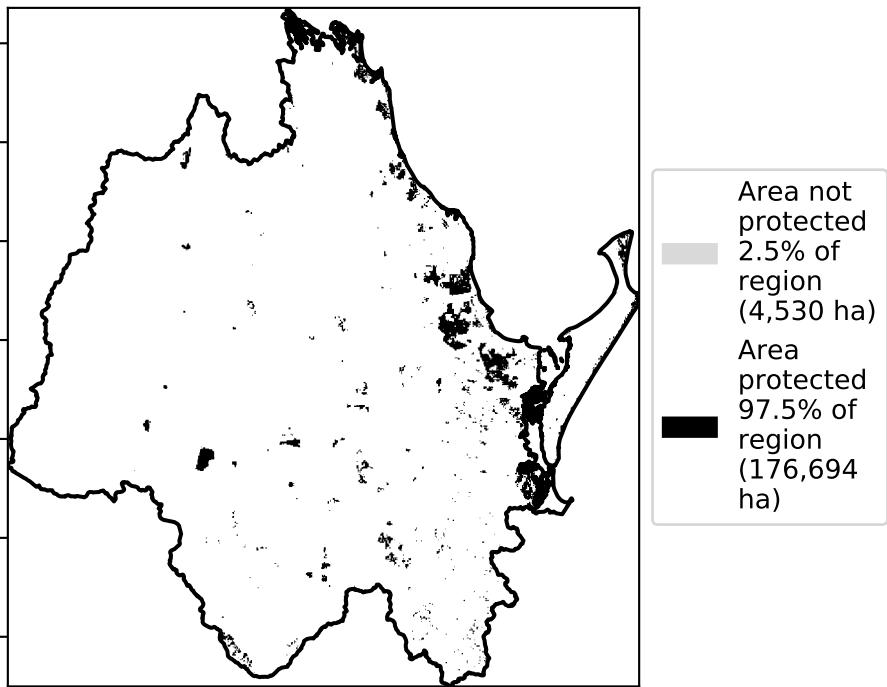 Area not
protected
2.5% of
region
(4,530 ha)
Area
protected
97.5% of
region
(176,694
ha)